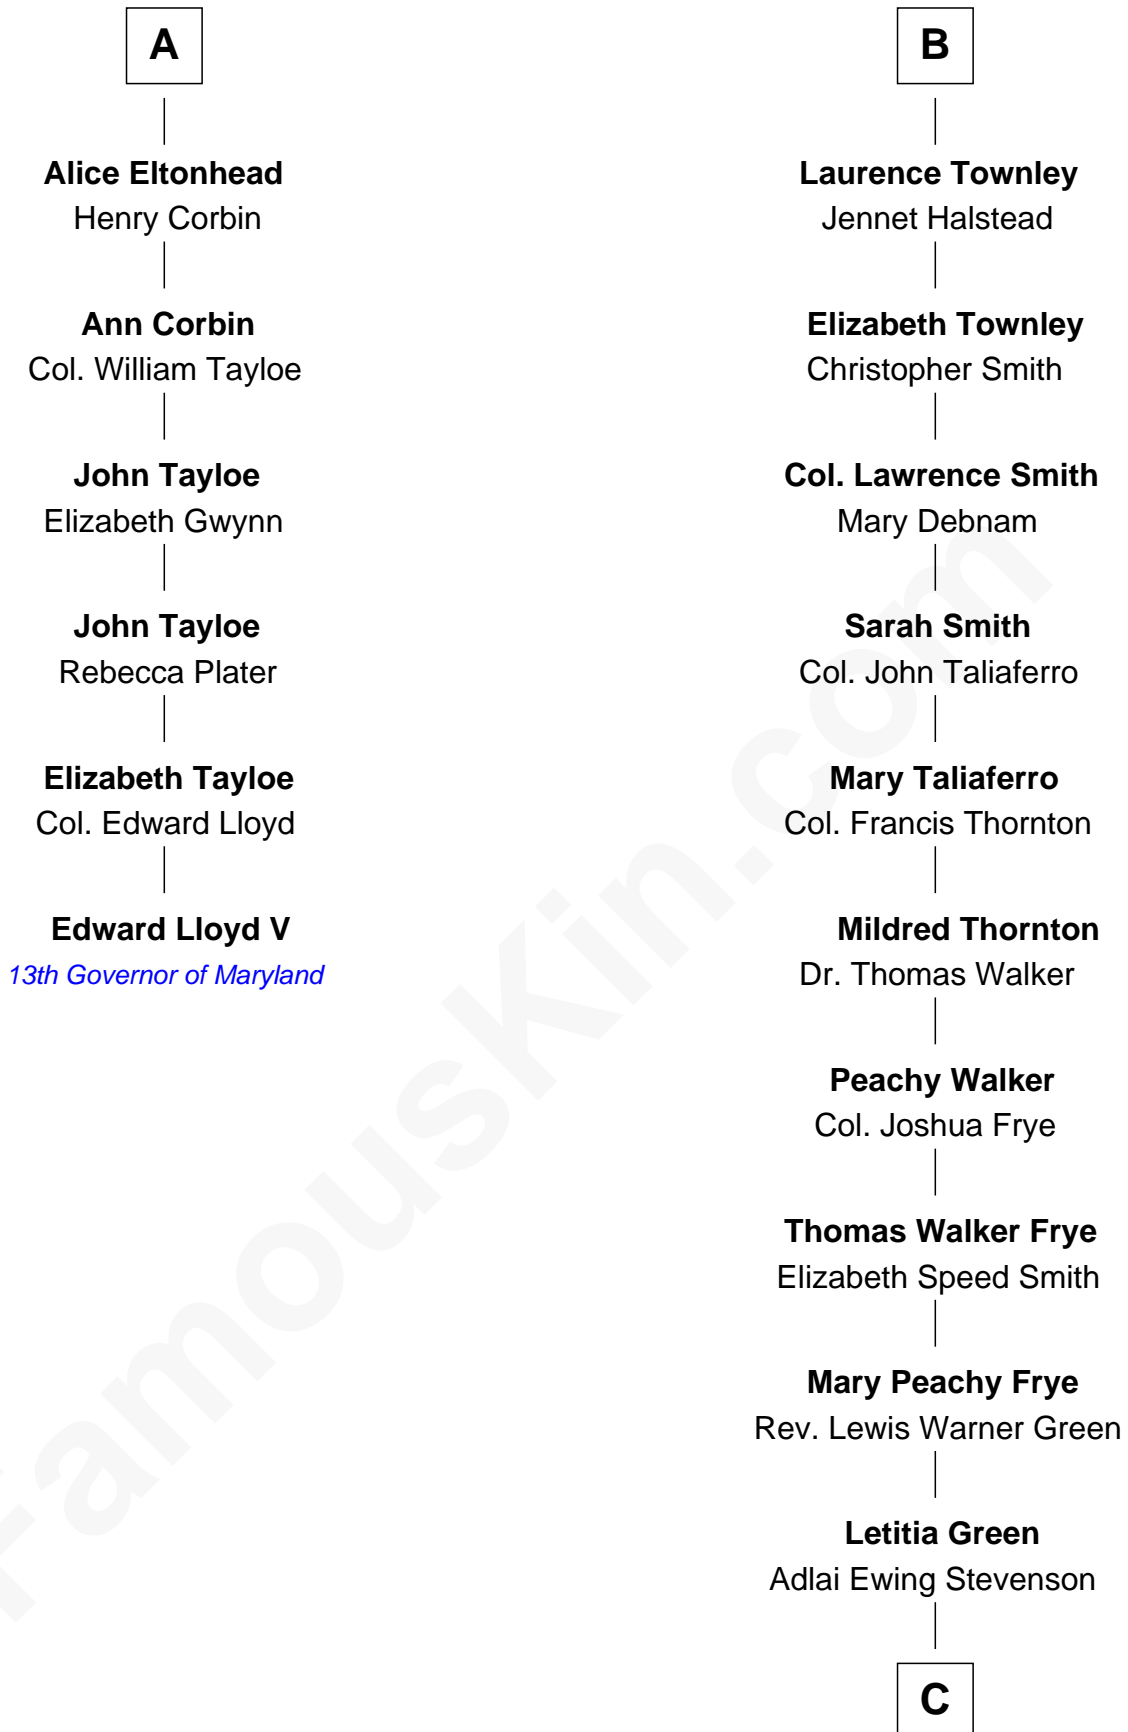 A
Alice Eltonhead
Henry Corbin
Ann Corbin
Col. William Tayloe
John Tayloe
Elizabeth Gwynn
John Tayloe
Rebecca Plater
Elizabeth Tayloe
Col. Edward Lloyd
Edward Lloyd V
13th Governor of Maryland
B
Laurence Townley
Jennet Halstead
Elizabeth Townley
Christopher Smith
Col. Lawrence Smith
Mary Debnam
Sarah Smith
Col. John Taliaferro
Mary Taliaferro
Col. Francis Thornton
Mildred Thornton
Dr. Thomas Walker
Peachy Walker
Col. Joshua Frye
Thomas Walker Frye
Elizabeth Speed Smith
Mary Peachy Frye
Rev. Lewis Warner Green
Letitia Green
Adlai Ewing Stevenson
C
FamousKin.com